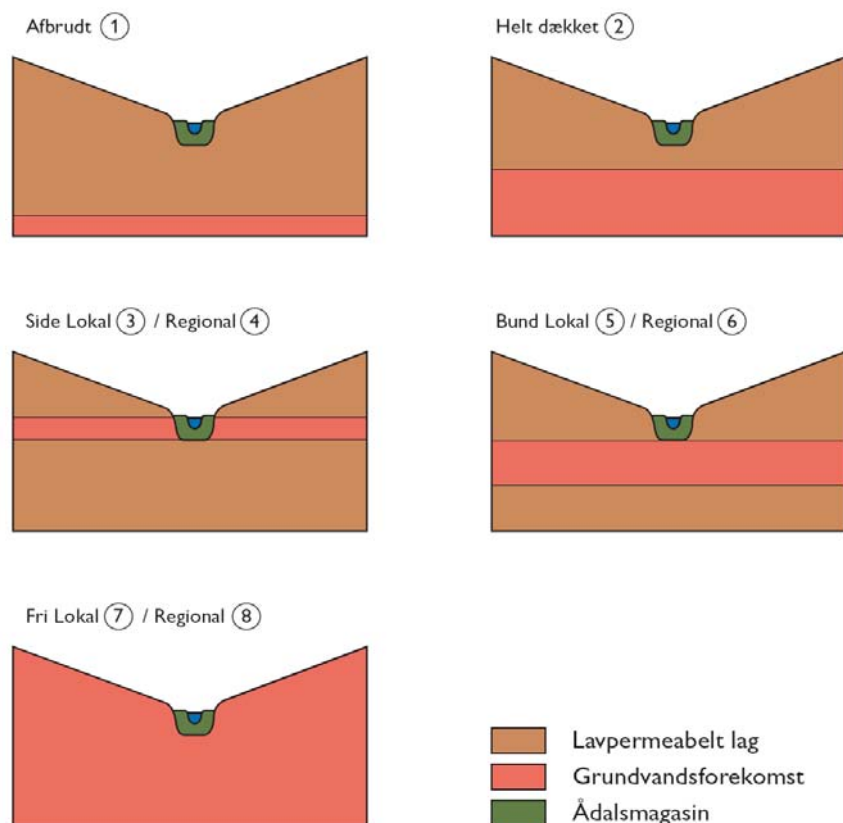 Afbrudt 1
Helt dækket 2
Side Lokal 3 / Regional 4
Bund Lokal 5 / Regional 6
Fri Lokal 7 / Regional 8
Lavpermeabelt lag
Grundvandsforekomst
Ådalsmagasin